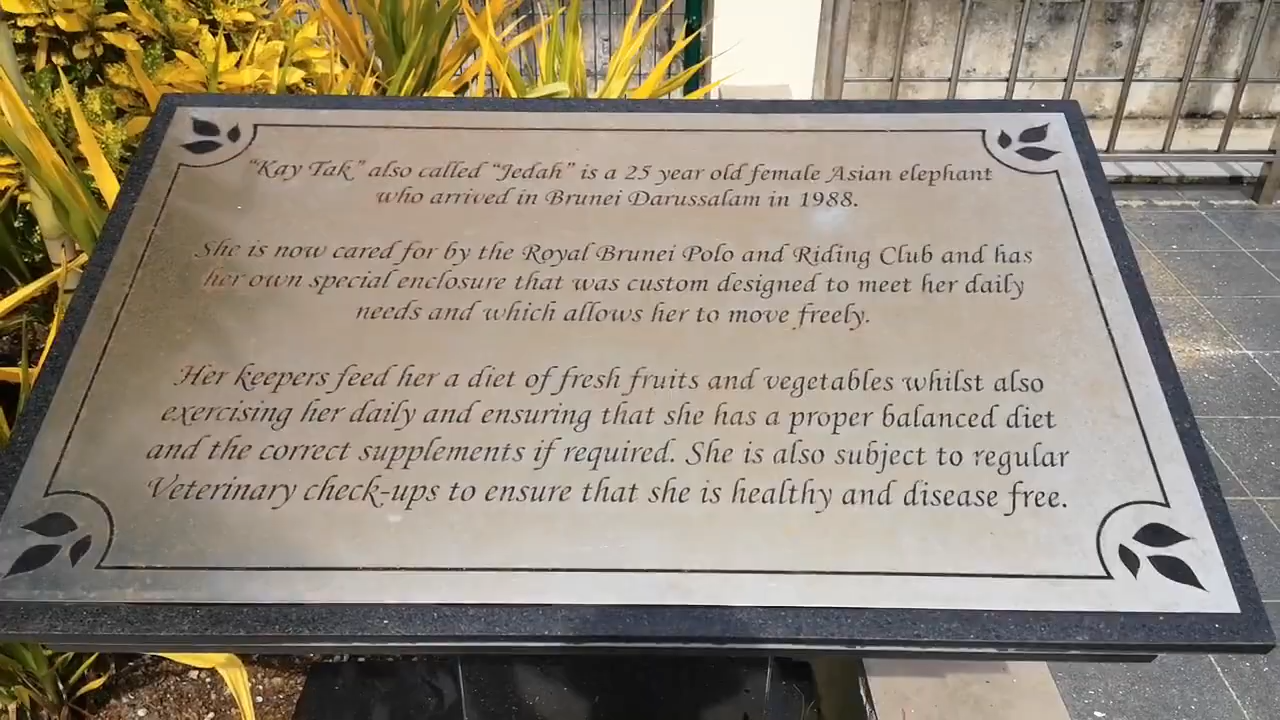 “Kay Tak” also called “Jedah” is a 25 year old female Asian elephant
who arrived in Brunei Darussalam in 1988.
She is now cared for by the Royal Brunei Polo and Riding Club and has
her own special enclosure that was custom designed to meet her daily
needs and which allows her to move freely.
Her keepers feed her a diet of fresh fruits and vegetables whilst also
exercising her daily and ensuring that she has a proper balanced diet
and the correct supplements if required. She is also subject to regular
Veterinary check-ups to ensure that she is healthy and disease free.